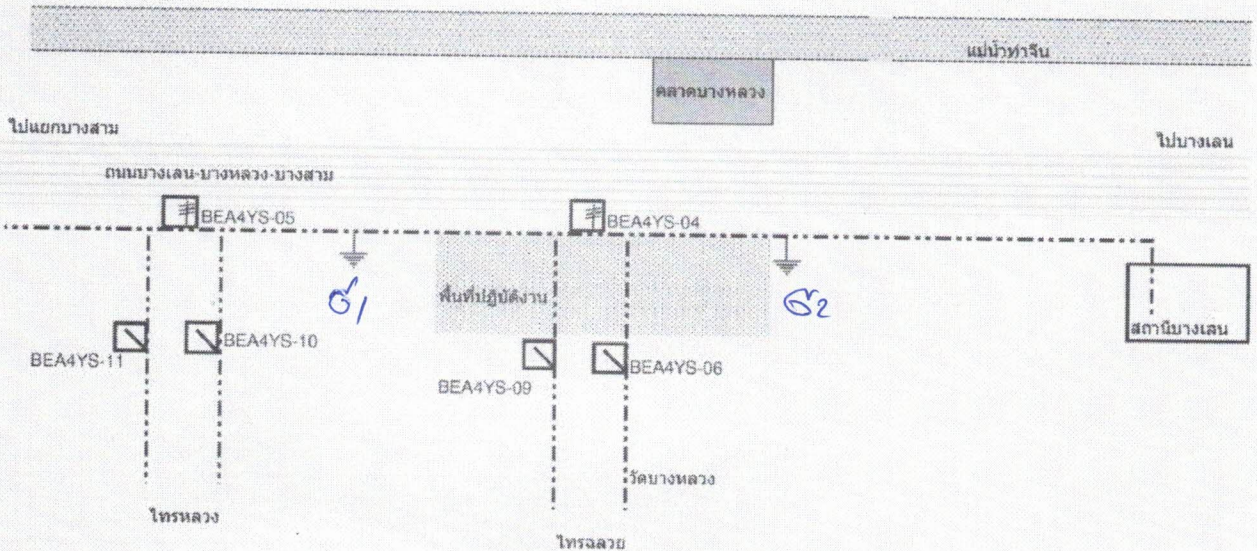 แม่น้ำท่าจีน
ตลาดบางหลวง
ไปแยกบางสาม
ไปบางเลน
ถนนบางเลน-บางหลวง-บางสาม
BEA4YS-05
BEA4YS-04
พื้นที่ปฏิบัติงาน
สถานีบางเลน
BEA4YS-11
BEA4YS-10
BEA4YS-09
BEA4YS-06
วัดบางหลวง
ไทรหลวง
ไทรฉลวย